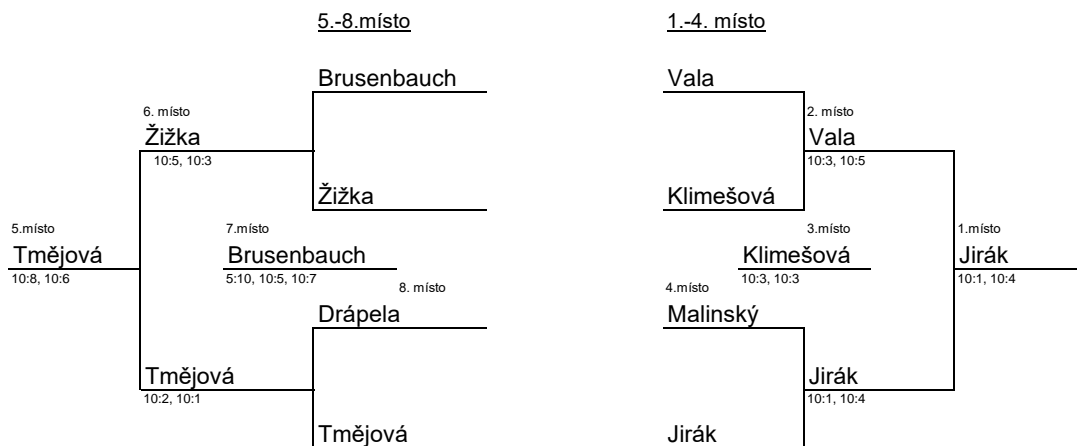 5.-8.místo
1.-4. místo
Brusenbauch
Vala
6. místo
2. místo
Žižka
Vala
10:5, 10:3
10:3, 10:5
Žižka
Klimešová
5.místo
7.místo
3.místo
1.místo
Tmějová
Brusenbauch
Klimešová
Jirák
10:8, 10:6
5:10, 10:5, 10:7
10:3, 10:3
10:1, 10:4
8. místo
4.místo
Drápela
Malinský
Tmějová
Jirák
10:2, 10:1
10:1, 10:4
Tmějová
Jirák